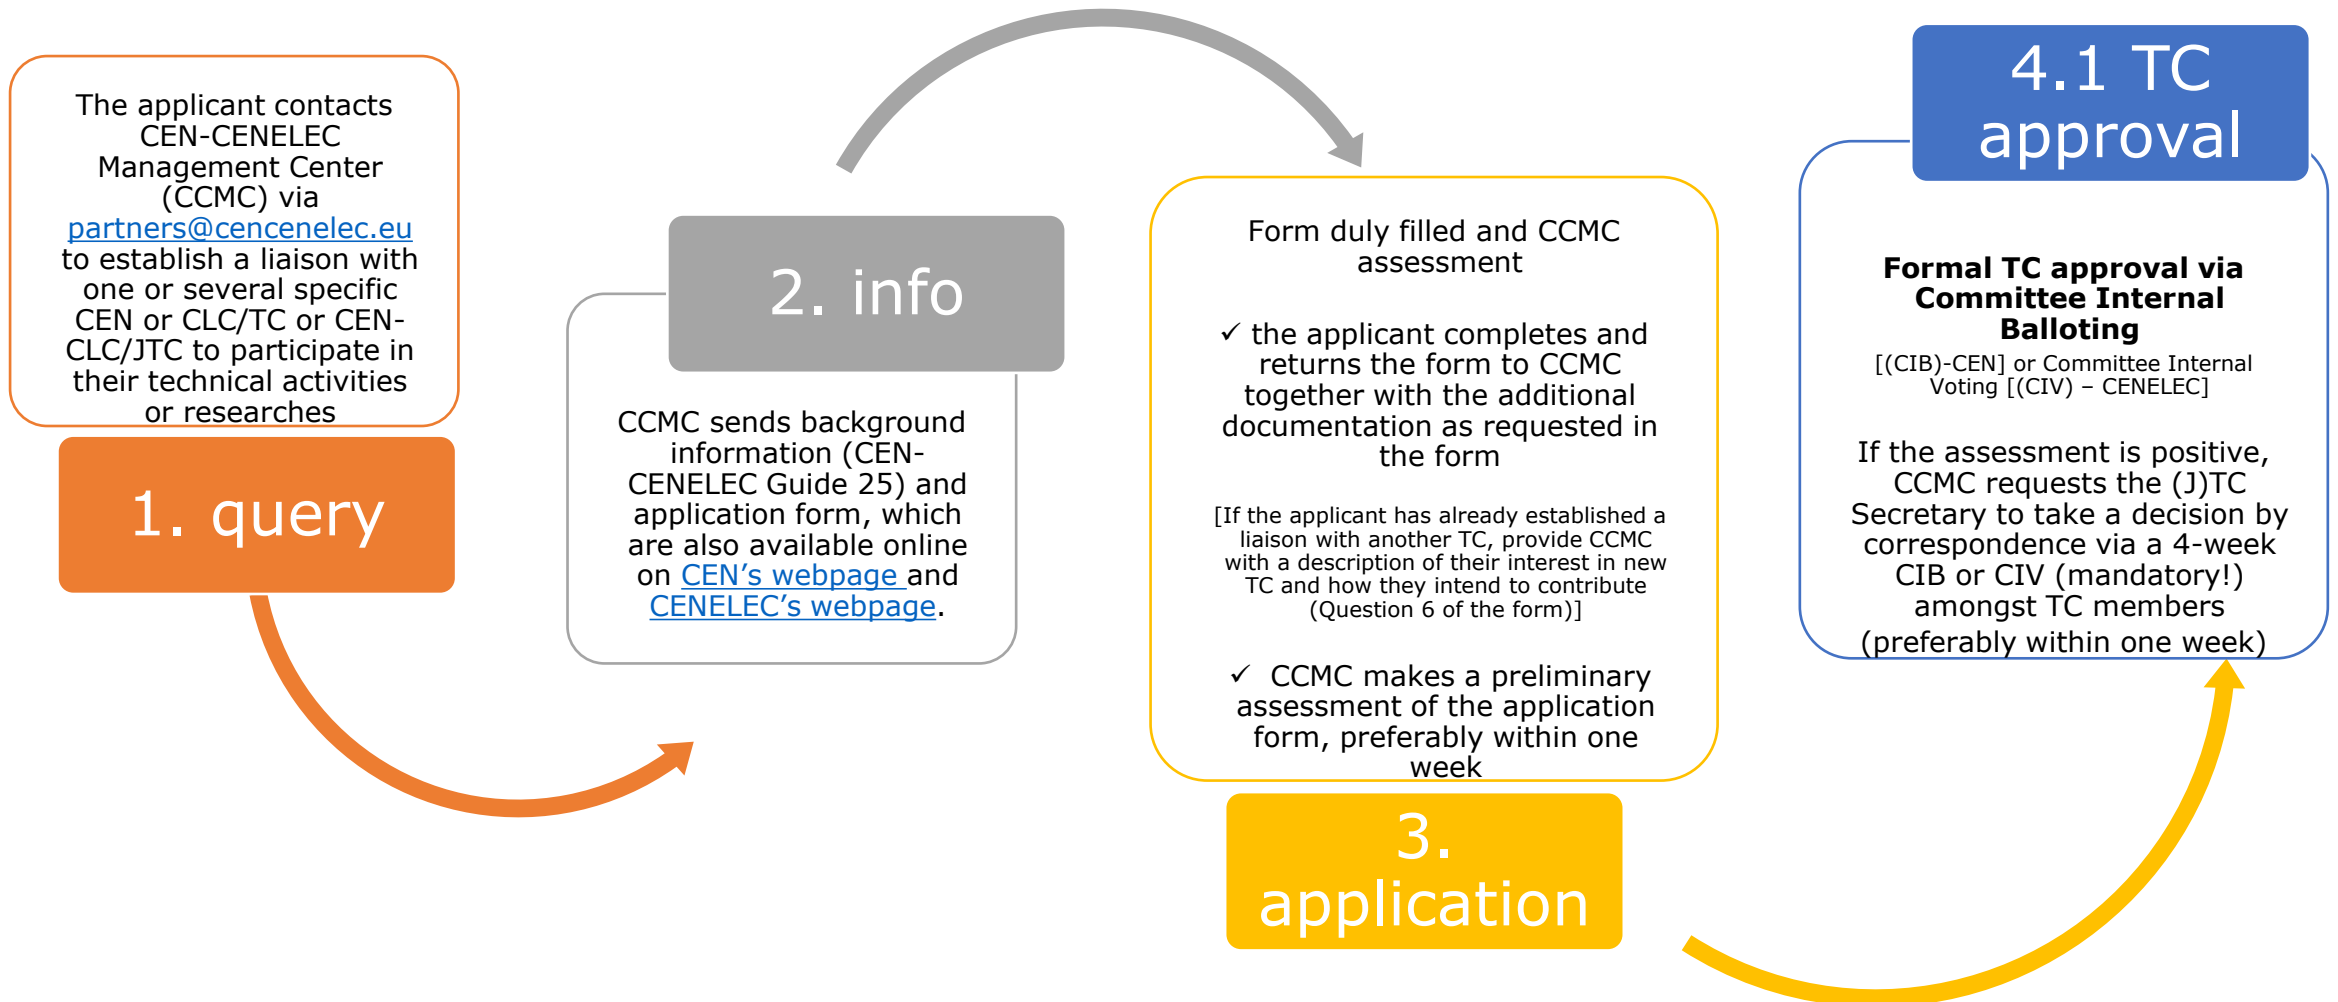 The applicant contacts
CEN-CENELEC
Management Center
(CCMC) via
partners@cencenelec.eu
to establish a liaison with
one or several specific
CEN or CLC/TC or CEN-
CLC/JTC to participate in
their technical activities
or researches
1. query
2. info
CCMC sends background
information (CEN-
CENELEC Guide 25) and
application form, which
are also available online
on CEN’s webpage and
CENELEC’s webpage.
Form duly filled and CCMC
assessment
✓ the applicant completes and
returns the form to CCMC
together with the additional
documentation as requested in
the form
[If the applicant has already established a
liaison with another TC, provide CCMC
with a description of their interest in new
TC and how they intend to contribute
(Question 6 of the form)]
✓ CCMC makes a preliminary
assessment of the application
form, preferably within one
week
3.
application
4.1 TC
approval
Formal TC approval via
Committee Internal
Balloting
[(CIB)-CEN] or Committee Internal
Voting [(CIV) – CENELEC]
If the assessment is positive,
CCMC requests the (J)TC
Secretary to take a decision by
correspondence via a 4-week
CIB or CIV (mandatory!)
amongst TC members
(preferably within one week)